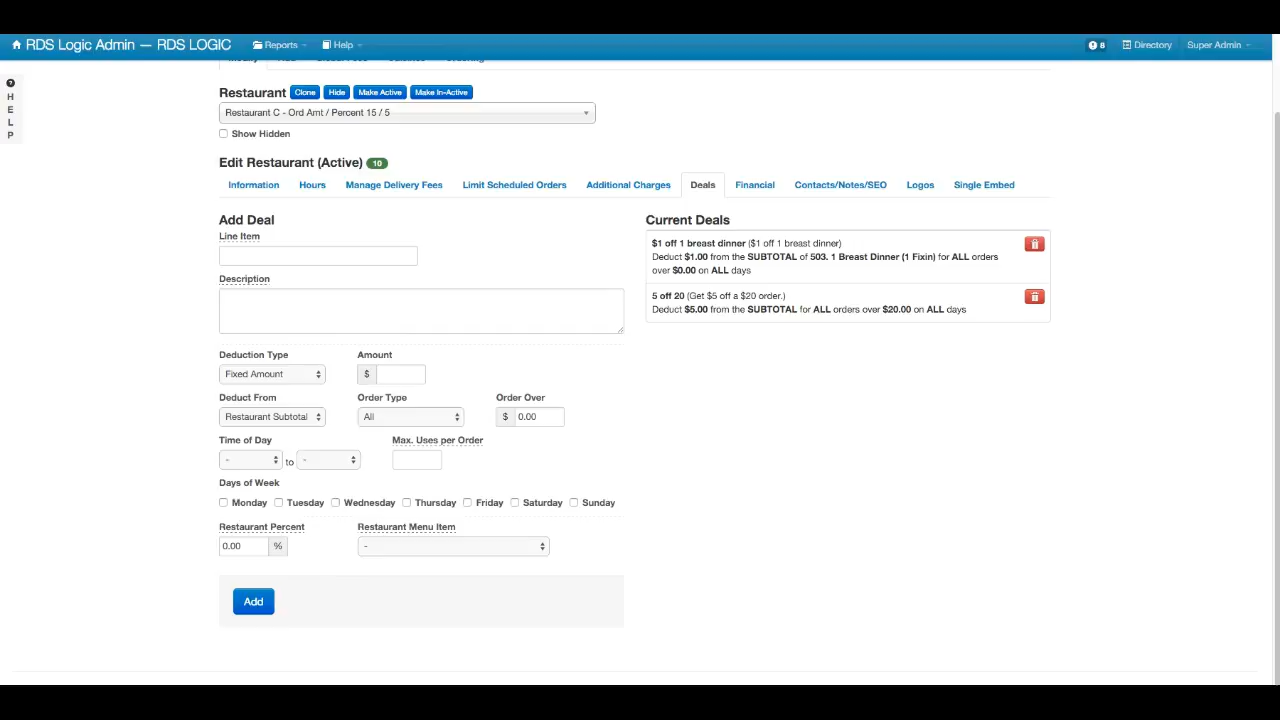 RDS Logic Admin — RDS LOGIC Reports Help 8 Directory Super Admin
H
E
L
P
Restaurant Clone Hide Make Active Make In-Active
Restaurant C - Ord Amt / Percent 15 / 5
Show Hidden
Edit Restaurant (Active) 10
Information Hours Manage Delivery Fees Limit Scheduled Orders Additional Charges Deals Financial Contacts/Notes/SEO Logos Single Embed
Add Deal
Line Item
Description
Deduction Type Amount
Fixed Amount $
Deduct From Order Type Order Over
Restaurant Subtotal All $ 0.00
Time of Day Max. Uses per Order
- to -
Days of Week
Monday Tuesday Wednesday Thursday Friday Saturday Sunday
Restaurant Percent Restaurant Menu Item
0.00 % -
Add
Current Deals
$1 off 1 breast dinner ($1 off 1 breast dinner)
Deduct $1.00 from the SUBTOTAL of 503. 1 Breast Dinner (1 Fixin) for ALL orders
over $0.00 on ALL days
5 off 20 (Get $5 off a $20 order.)
Deduct $5.00 from the SUBTOTAL for ALL orders over $20.00 on ALL days